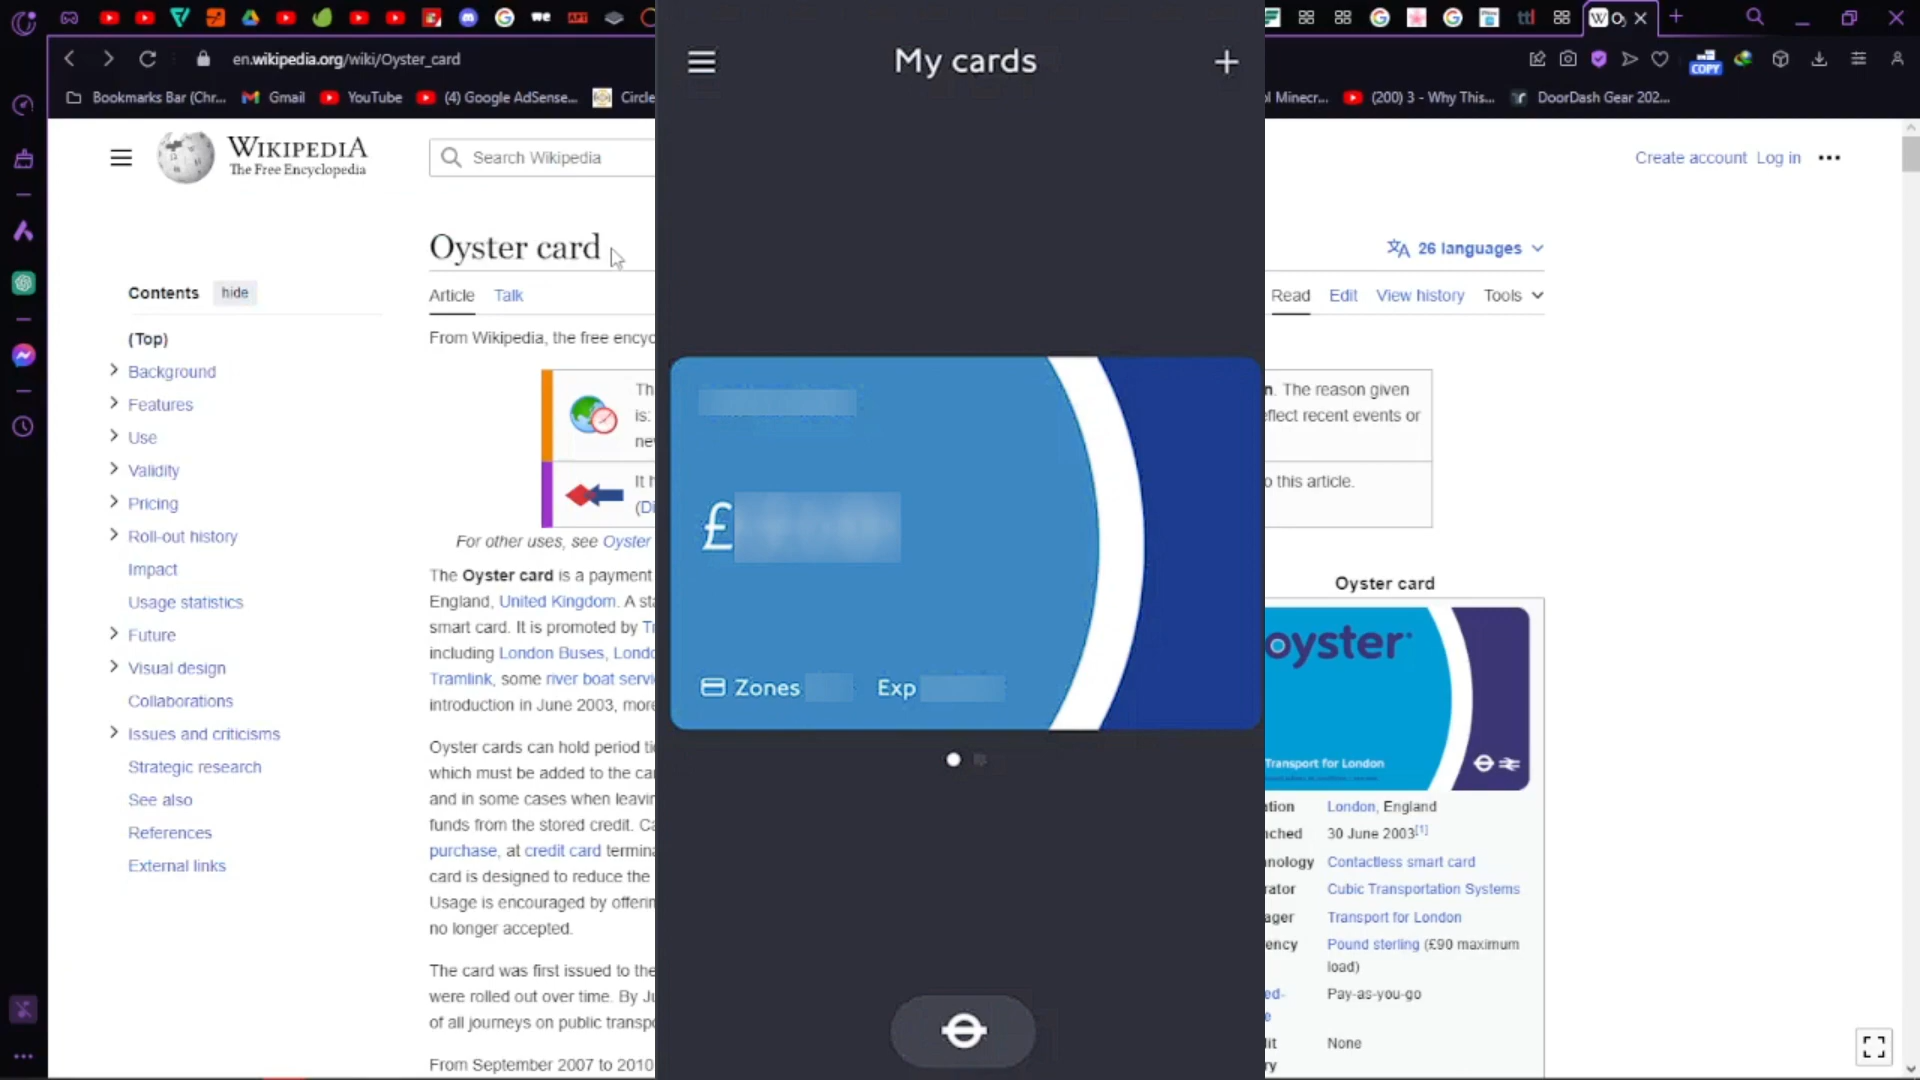 en.wikipedia.org/wiki/Oyster_card
Bookmarks Bar (Chr...
Gmail
YouTube
(4) Google AdSense...
Circle
Minecr...
(200) 3 - Why This...
DoorDash Gear 202...
COPY
My cards
WIKIPEDIA
The Free Encyclopedia
Search Wikipedia
Create account
Log in
Oyster card
26 languages
Contents
hide
Article
Talk
Read
Edit
View history
Tools
From Wikipedia, the free encyc
(Top)
Background
Features
Use
Validity
Pricing
Roll-out history
Impact
Usage statistics
Future
Visual design
Collaborations
Issues and criticisms
Strategic research
See also
References
External links
Th
is:
The reason given
eflect recent events or
It h
o this article.
For other uses, see Oyster
The Oyster card is a payment
England, United Kingdom. A sta
smart card. It is promoted by Tr
including London Buses, Londo
Tramlink, some river boat servi
introduction in June 2003, more
Oyster cards can hold period ti
which must be added to the ca
and in some cases when leavin
funds from the stored credit. Ca
purchase, at credit card termina
card is designed to reduce the
Usage is encouraged by offerin
no longer accepted.
The card was first issued to the
were rolled out over time. By Ju
of all journeys on public transpo
From September 2007 to 2010
£
Zones
Exp
Oyster card
oyster
Transport for London
London, England
30 June 2003[1]
Contactless smart card
Cubic Transportation Systems
Transport for London
Pound sterling (£90 maximum
load)
Pay-as-you-go
None